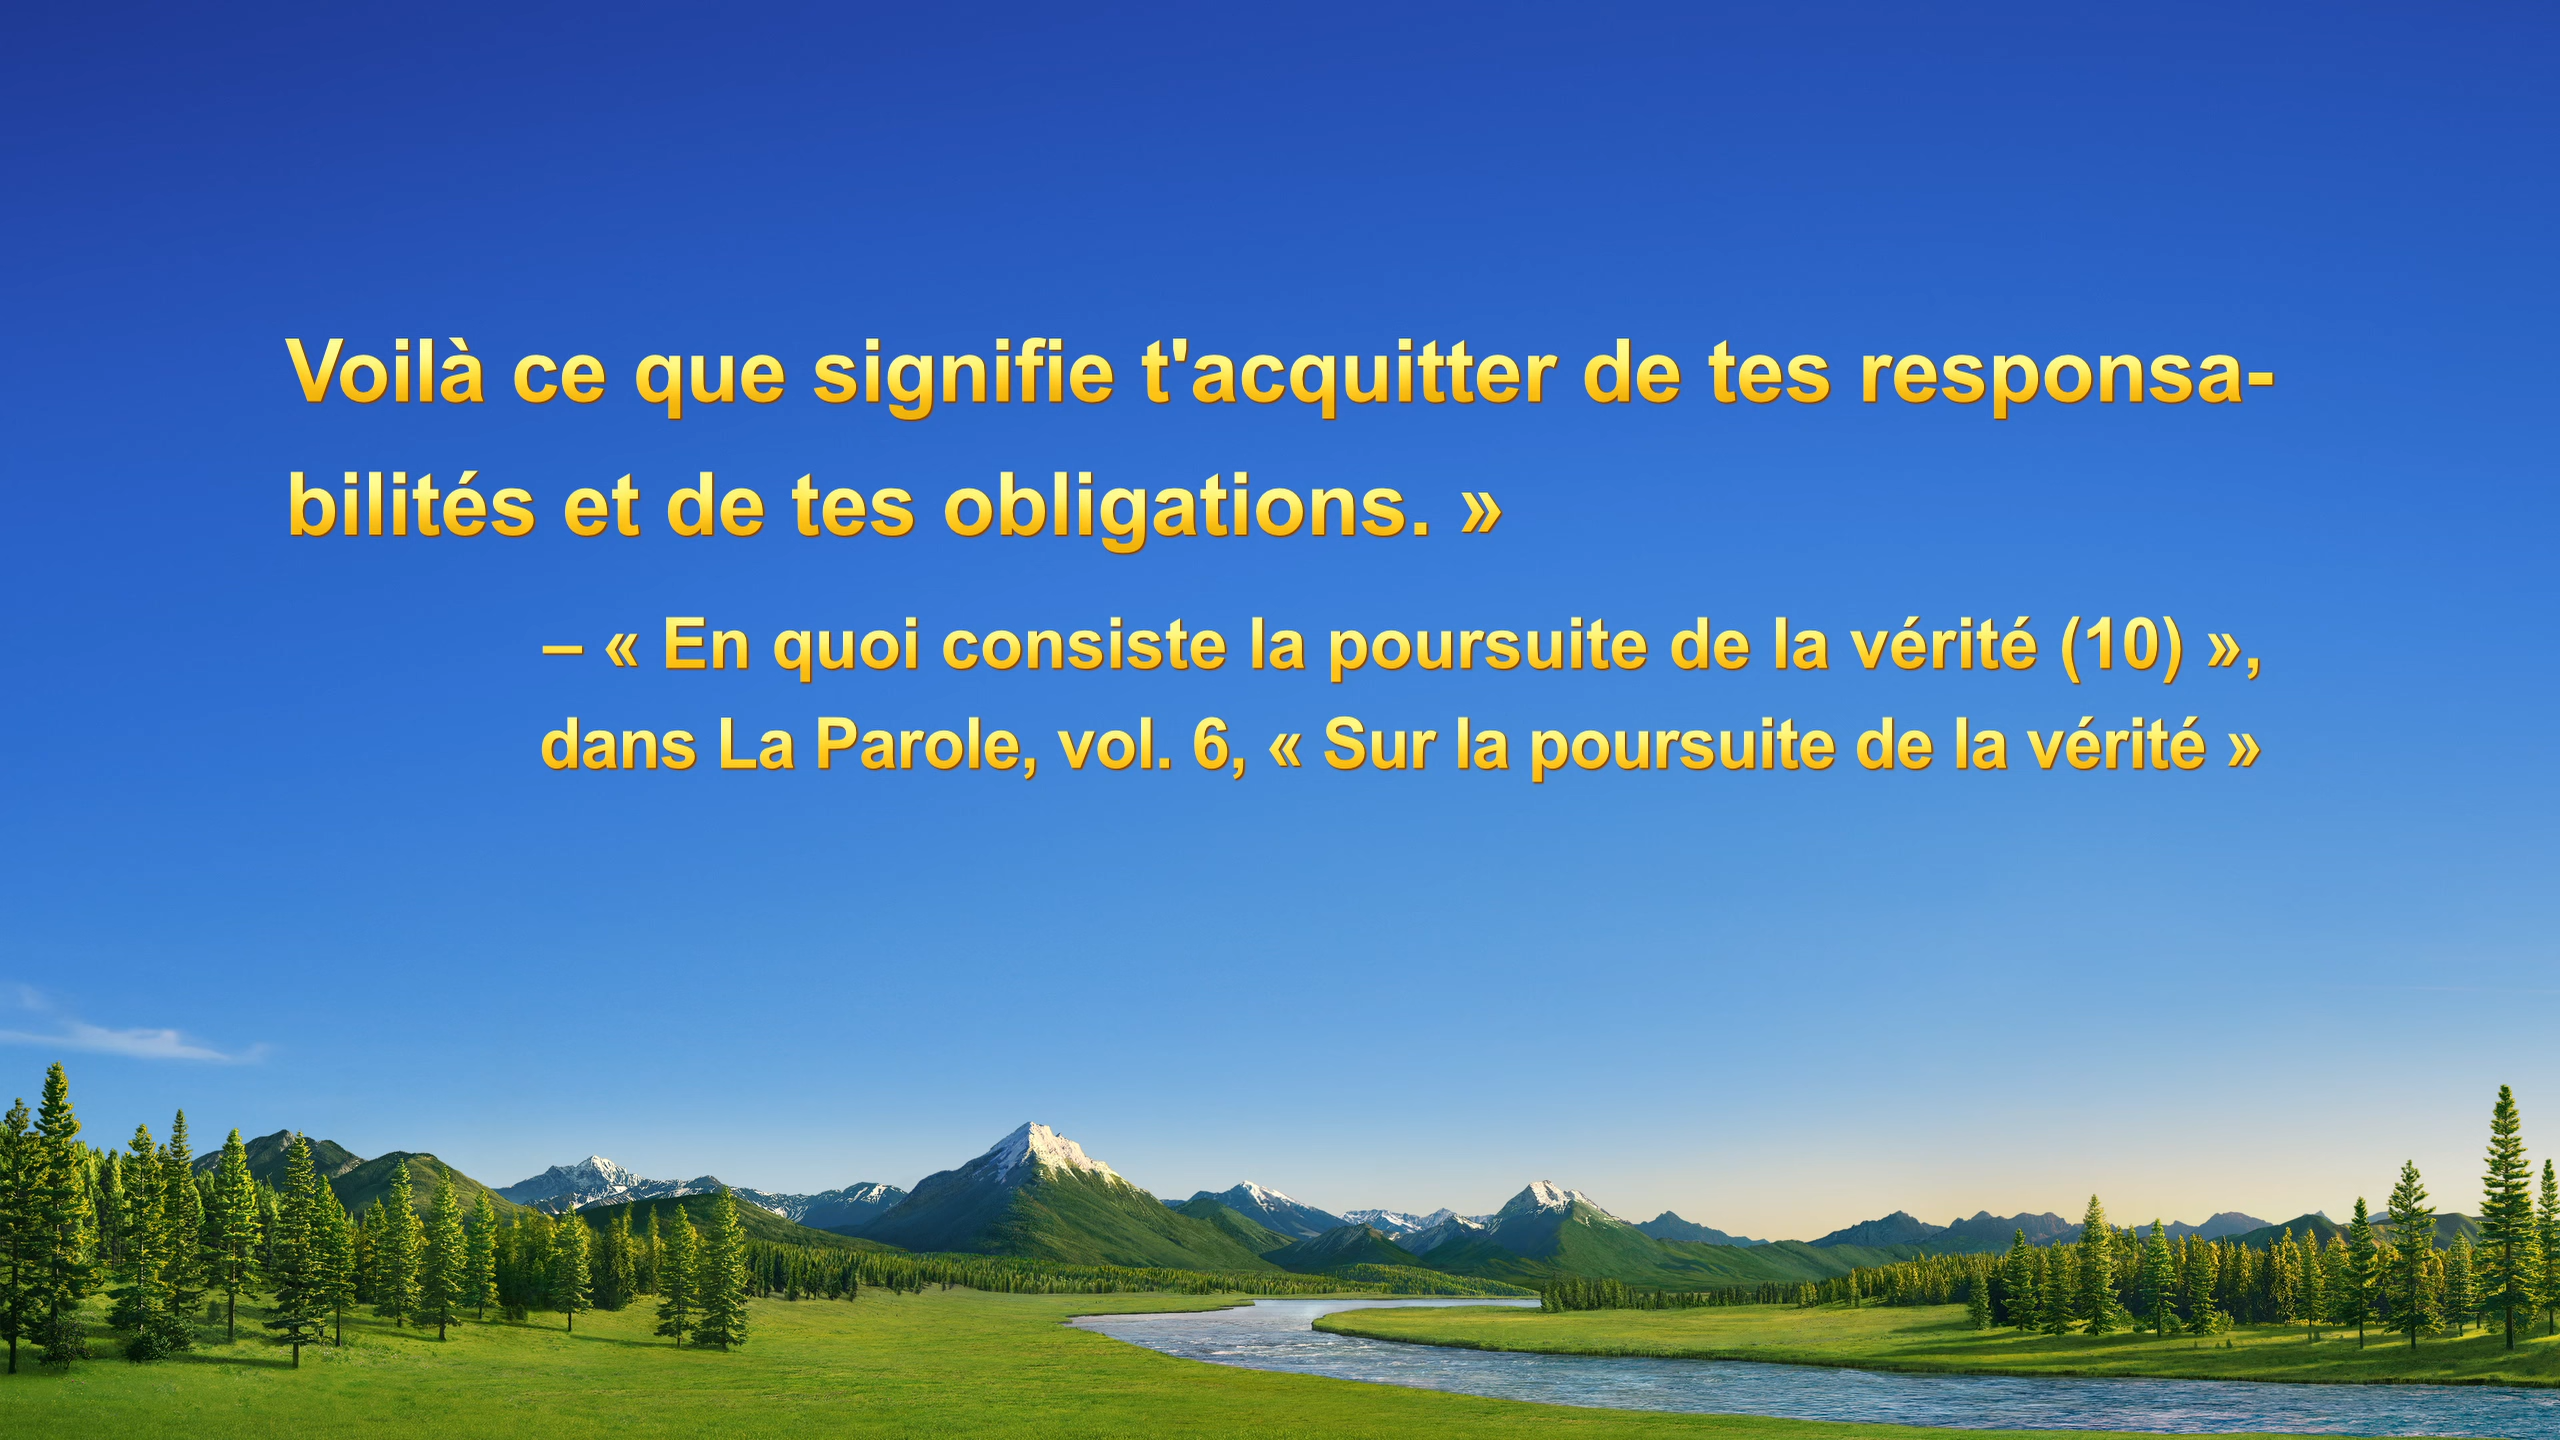 Voilà ce que signifie t'acquitter de tes responsa-
bilités et de tes obligations. »
– « En quoi consiste la poursuite de la vérité (10) »,
dans La Parole, vol. 6, « Sur la poursuite de la vérité »